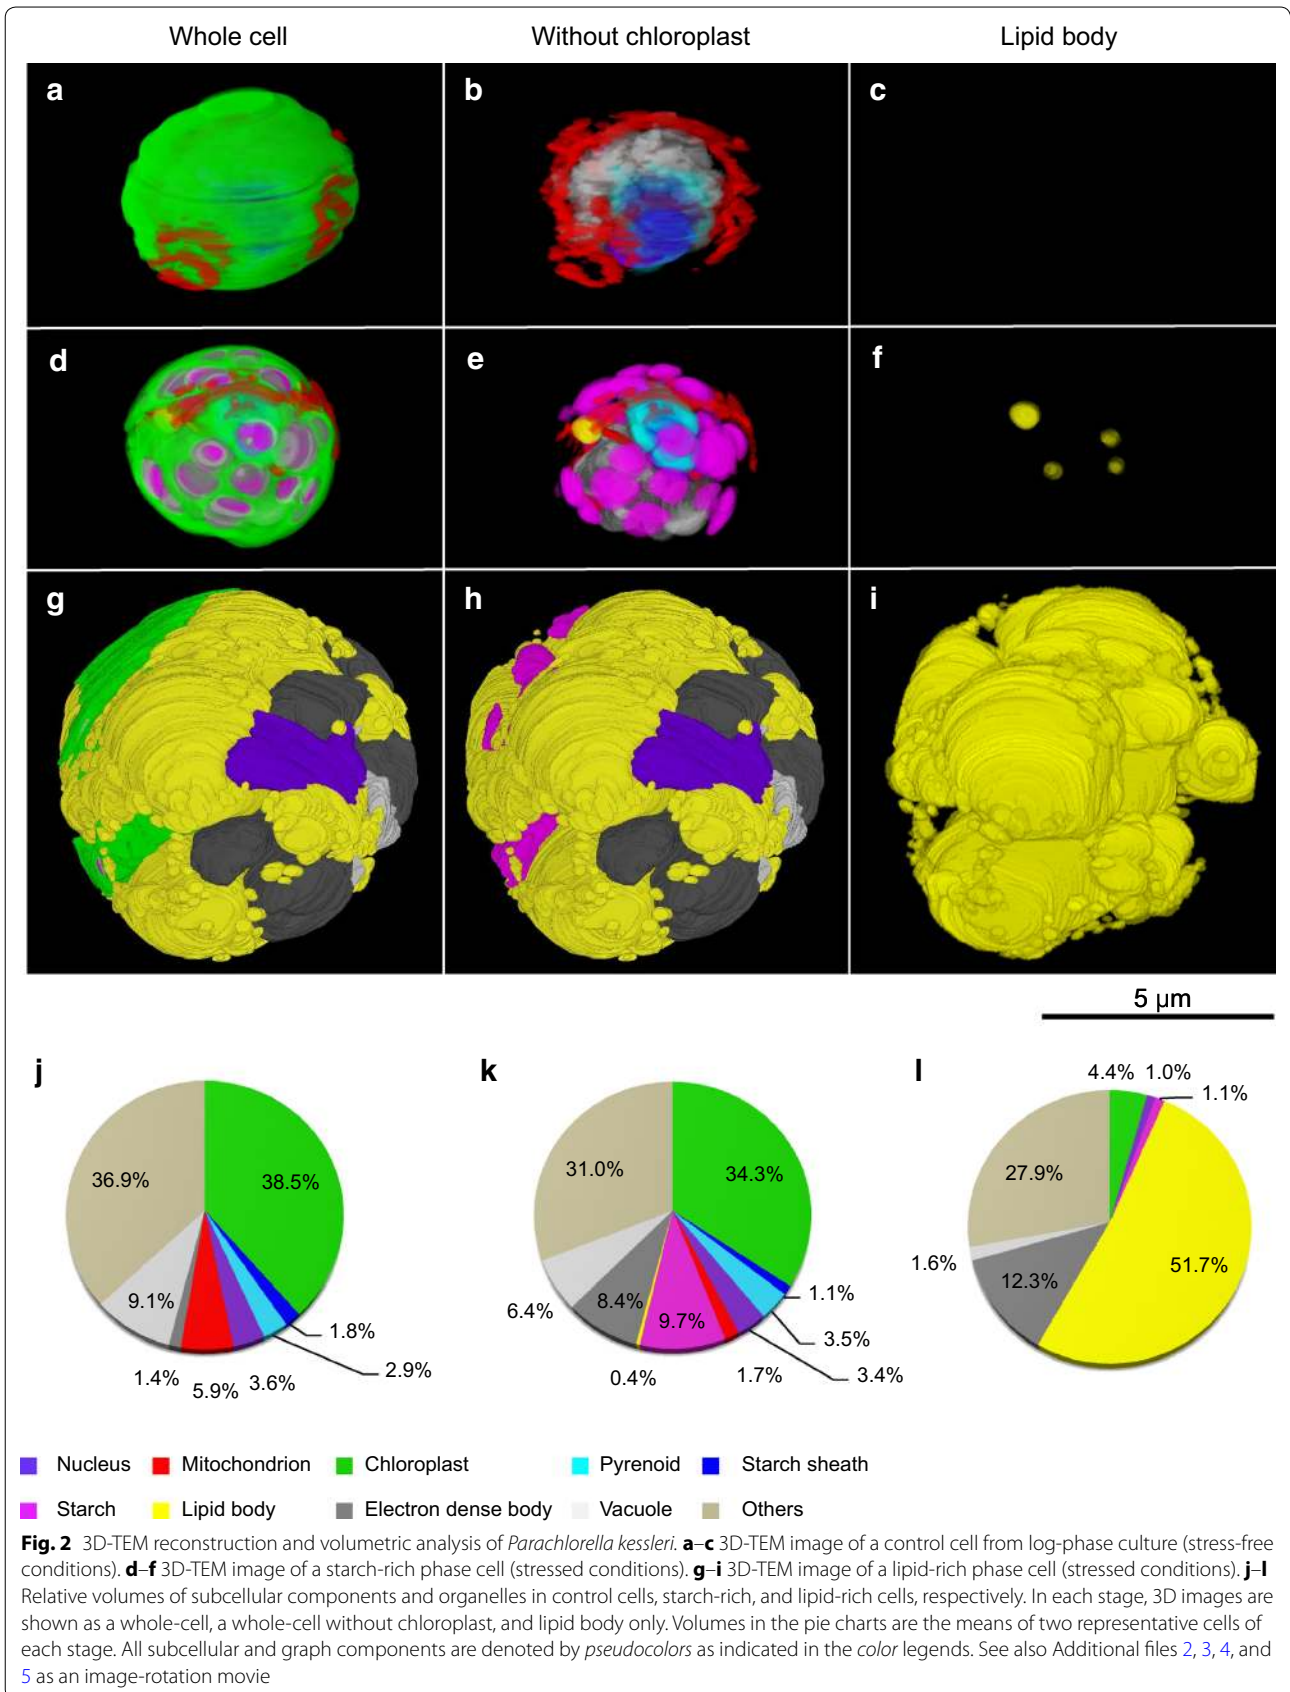 Whole cell
Without chloroplast
Lipid body
a
b
c
d
e
f
g
h
i
5 µm
j
k
l
38.5%
1.8%
2.9%
3.6%
5.9%
1.4%
9.1%
36.9%
34.3%
1.1%
3.5%
3.4%
1.7%
9.7%
0.4%
8.4%
6.4%
31.0%
4.4%
1.0%
1.1%
51.7%
12.3%
1.6%
27.9%
Nucleus Mitochondrion Chloroplast Pyrenoid Starch sheath
Starch Lipid body Electron dense body Vacuole Others
Fig. 2 3D-TEM reconstruction and volumetric analysis of Parachlorella kessleri. a–c 3D-TEM image of a control cell from log-phase culture (stress-free
conditions). d–f 3D-TEM image of a starch-rich phase cell (stressed conditions). g–i 3D-TEM image of a lipid-rich phase cell (stressed conditions). j–l
Relative volumes of subcellular components and organelles in control cells, starch-rich, and lipid-rich cells, respectively. In each stage, 3D images are
shown as a whole-cell, a whole-cell without chloroplast, and lipid body only. Volumes in the pie charts are the means of two representative cells of
each stage. All subcellular and graph components are denoted by pseudocolors as indicated in the color legends. See also Additional files 2, 3, 4, and
5 as an image-rotation movie